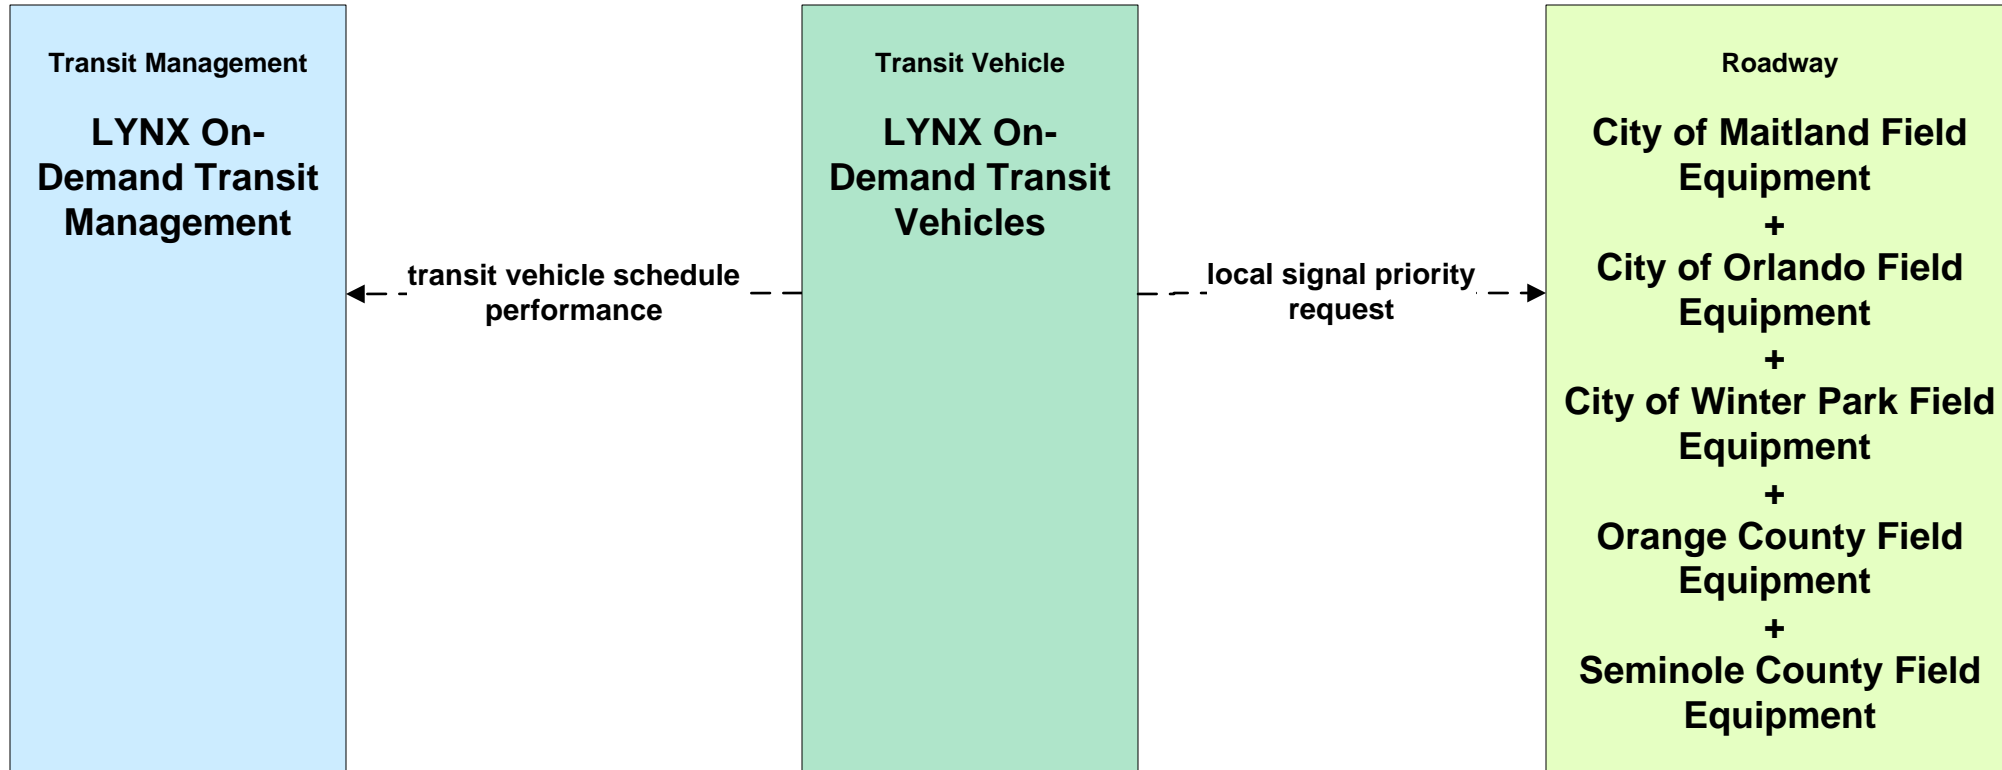 Transit Management
LYNX On-
Demand Transit
Management
transit vehicle schedule
performance
Transit Vehicle
LYNX On-
Demand Transit
Vehicles
local signal priority
request
Roadway
City of Maitland Field
Equipment
+
City of Orlando Field
Equipment
+
City of Winter Park Field
Equipment
+
Orange County Field
Equipment
+
Seminole County Field
Equipment